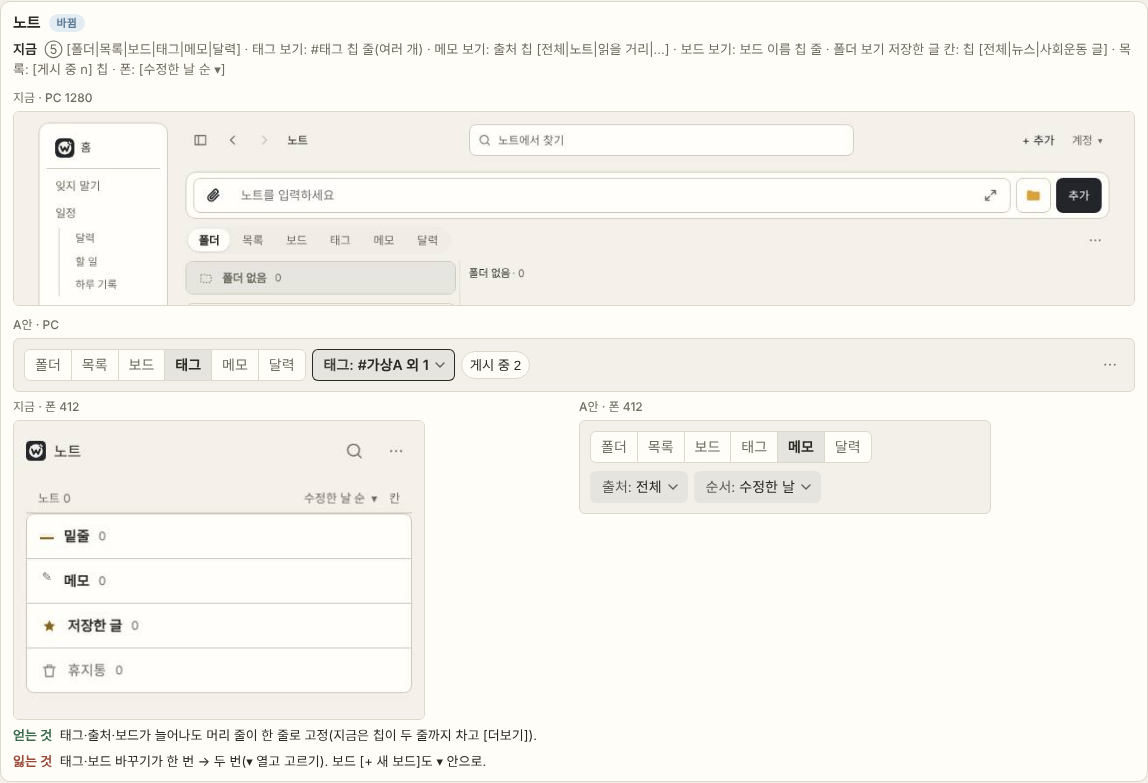 노트 바뀜
지금 ⑤ [폴더|목록|보드|태그|메모|달력] · 태그 보기: #태그 칩 줄(여러 개) · 메모 보기: 출처 칩 [전체|노트|읽을 거리|…] · 보드 보기: 보드 이름 칩 줄 · 폴더 보기 저장한 글 칸: 칩 [전체|뉴스|사회운동 글] · 목
록: [게시 중 n] 칩 · 폰: [수정한 날 순 ▾]
지금 · PC 1280
홈
노트
노트에서 찾기
+ 추가 계정 ▾
잊지 말기
일정
달력
할 일
하루 기록
노트를 입력하세요
추가
폴더 목록 보드 태그 메모 달력 ···
폴더 없음 0
폴더 없음 · 0
A안 · PC
폴더 목록 보드 태그 메모 달력 태그: #가상A 외 1 게시 중 2 ···
지금 · 폰 412
노트 ···
노트 0 수정한 날 순 ▾ 칸
밑줄 0
메모 0
저장한 글 0
휴지통 0
A안 · 폰 412
폴더 목록 보드 태그 메모 달력
출처: 전체 순서: 수정한 날
얻는 것 태그·출처·보드가 늘어나도 머리 줄이 한 줄로 고정(지금은 칩이 두 줄까지 차고 [더보기]).
잃는 것 태그·보드 바꾸기가 한 번 → 두 번(▾ 열고 고르기). 보드 [+ 새 보드]도 ▾ 안으로.